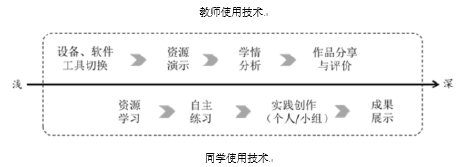 教师使用技术
设备、软件 资源 学情 作品分享
工具切换 演示 分析 与评价
浅 深
资源 自主 实践创作 成果
学习 练习 （个人/小组） 展示
同学使用技术